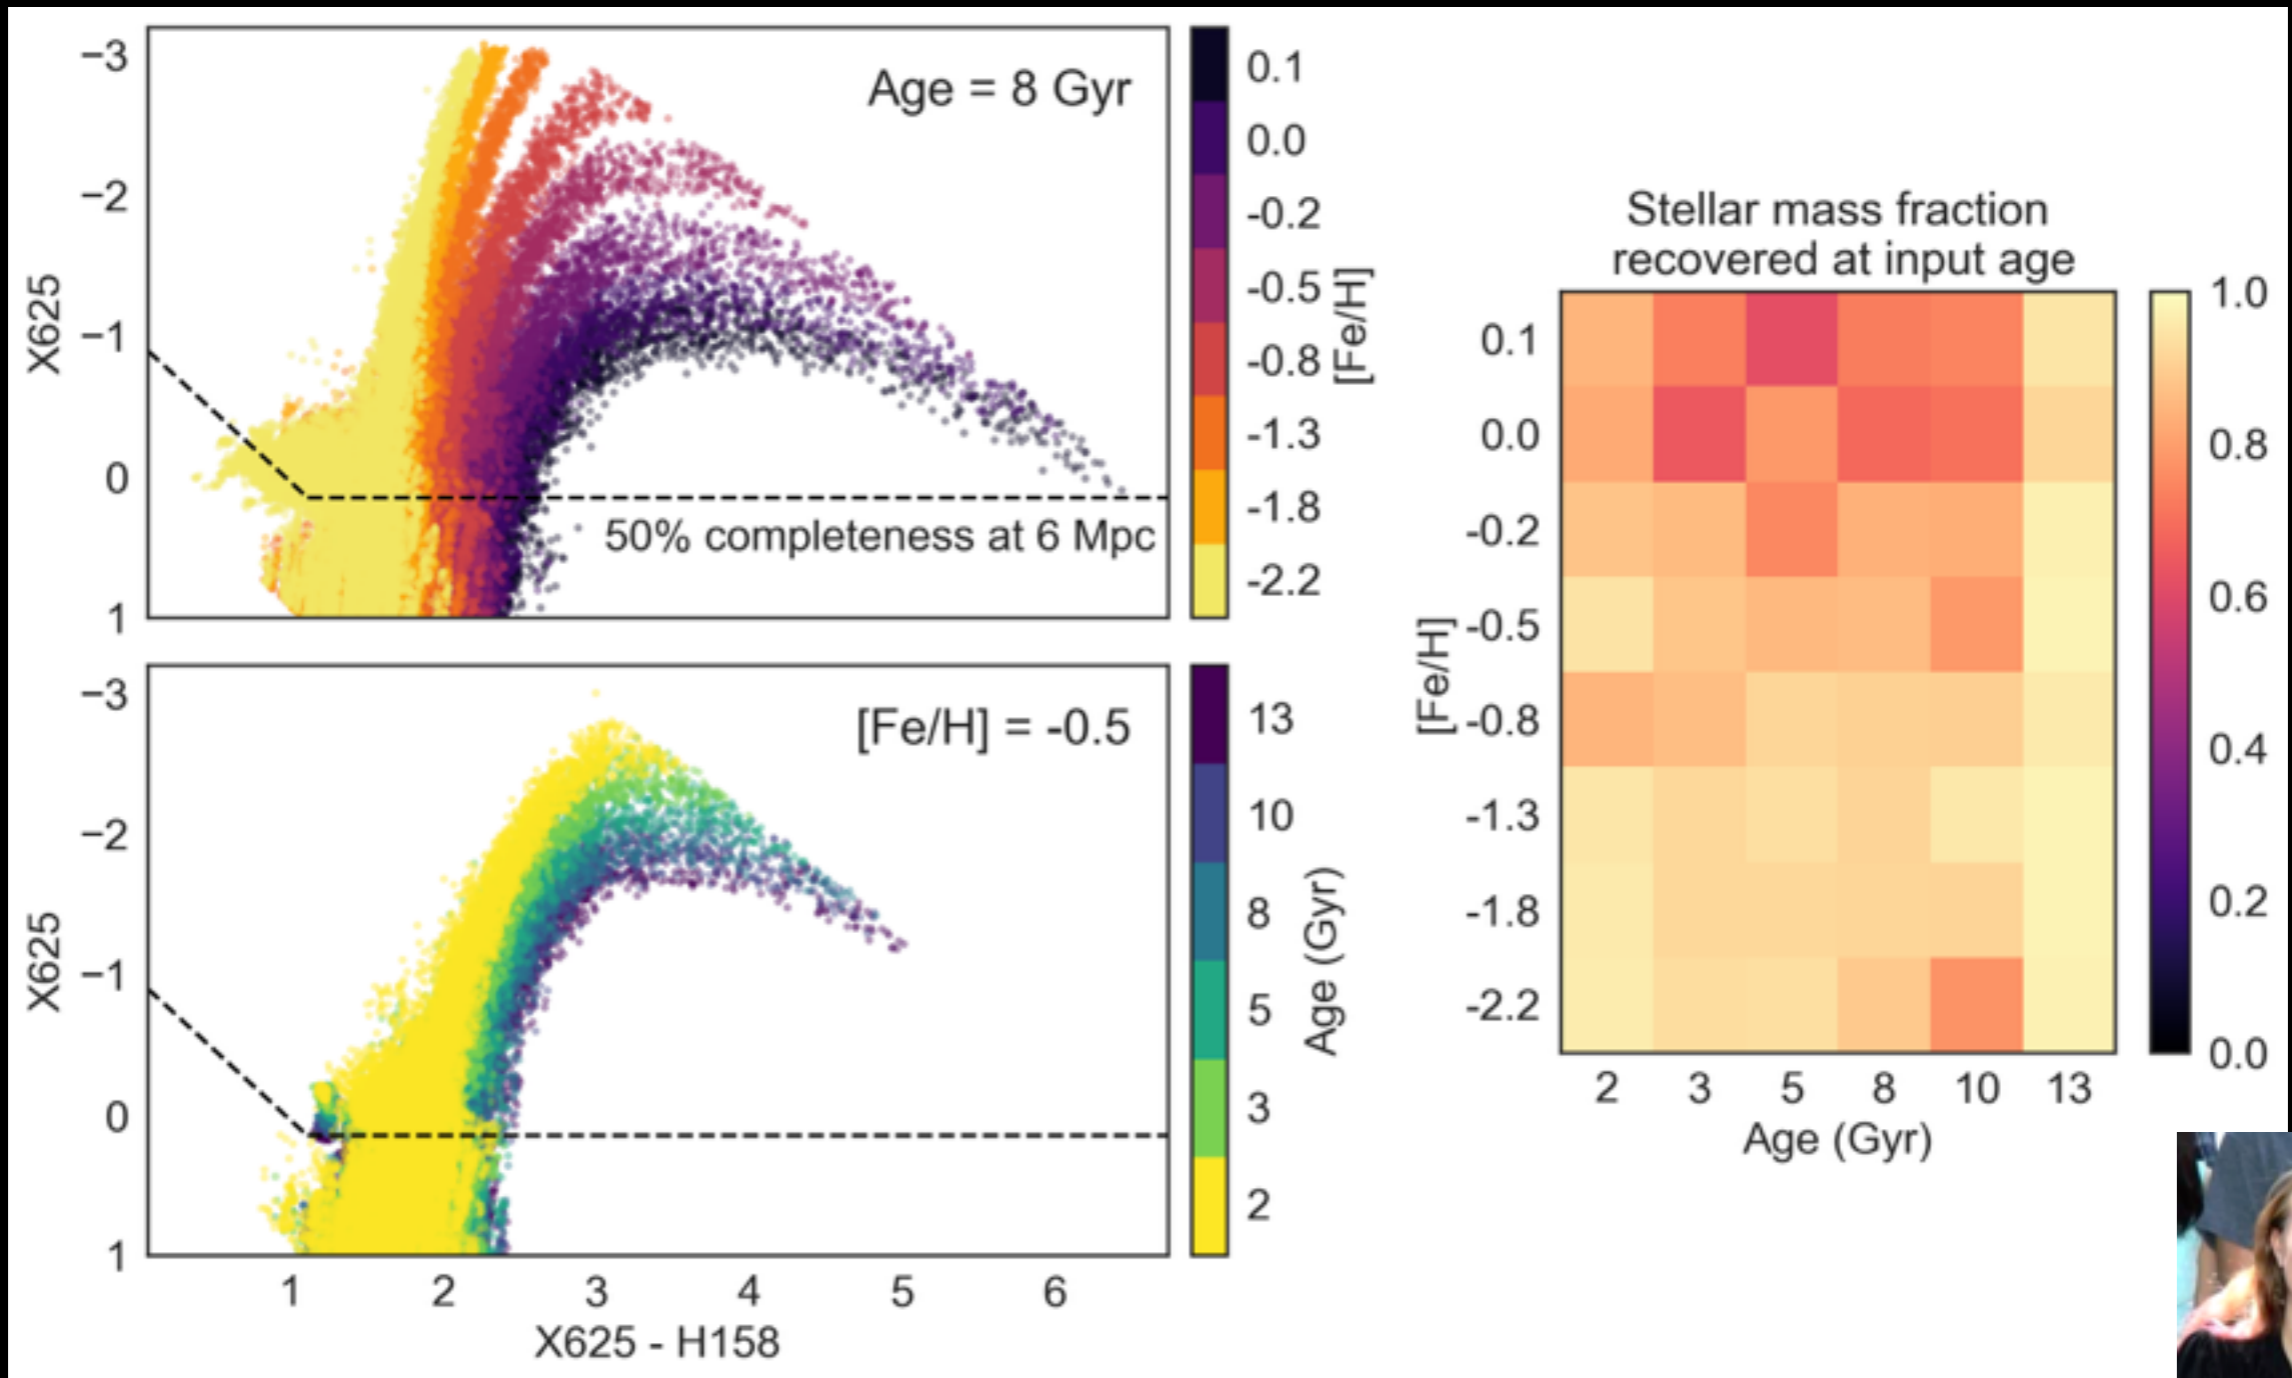 −3
−2
−1
0
1
X625
Age = 8 Gyr
50% completeness at 6 Mpc
0.1
0.0
-0.2
-0.5
-0.8
-1.3
-1.8
-2.2
[Fe/H]
−3
−2
−1
0
1
X625
[Fe/H] = -0.5
1 2 3 4 5 6
X625 - H158
13
10
8
5
3
2
Age (Gyr)
Stellar mass fraction
recovered at input age
0.1
0.0
-0.2
-0.5
-0.8
-1.3
-1.8
-2.2
[Fe/H]
2 3 5 8 10 13
Age (Gyr)
1.0
0.8
0.6
0.4
0.2
0.0